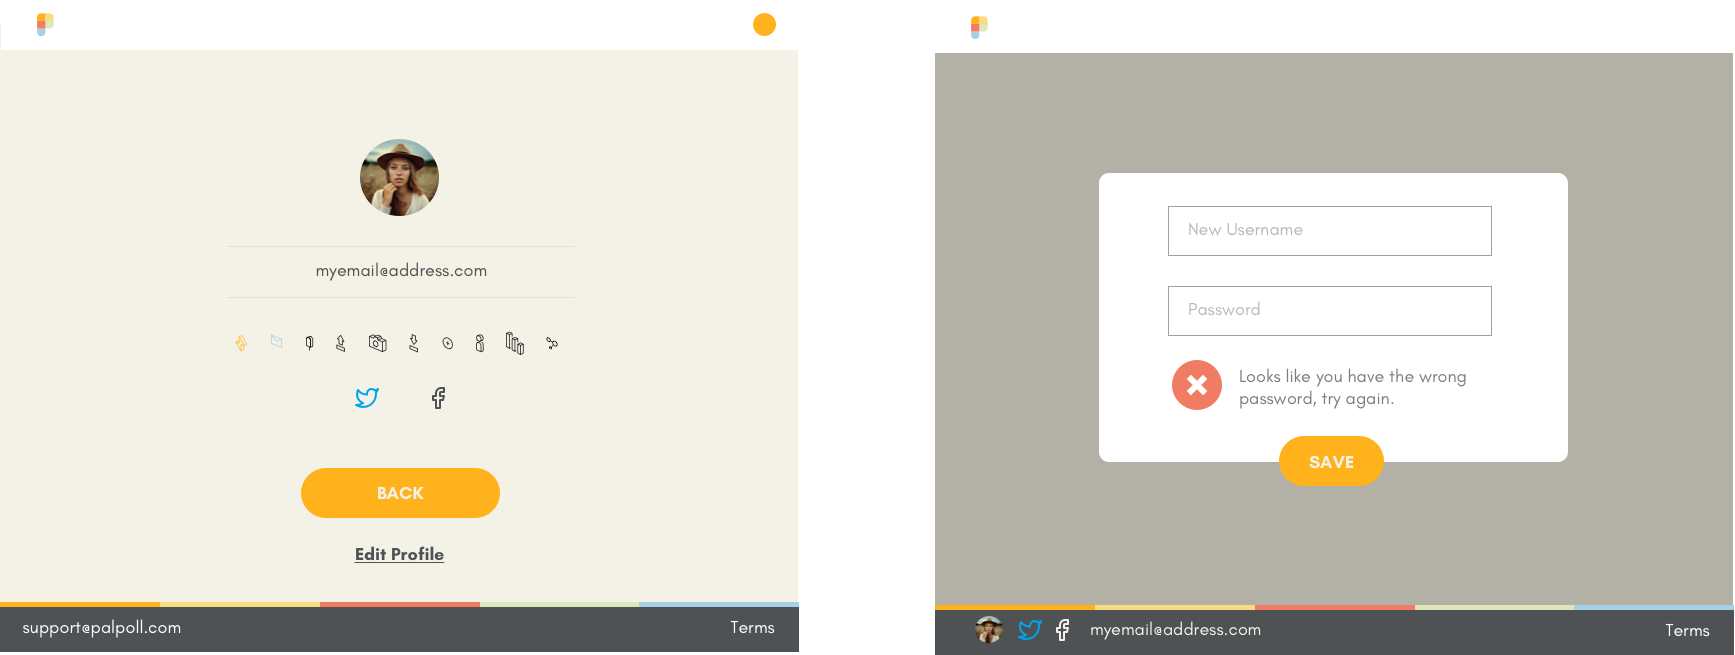 myemail@address.com
BACK
Edit Profile
support@palpoll.com
Terms
New Username
Password
Looks like you have the wrong
password, try again.
SAVE
myemail@address.com
Terms